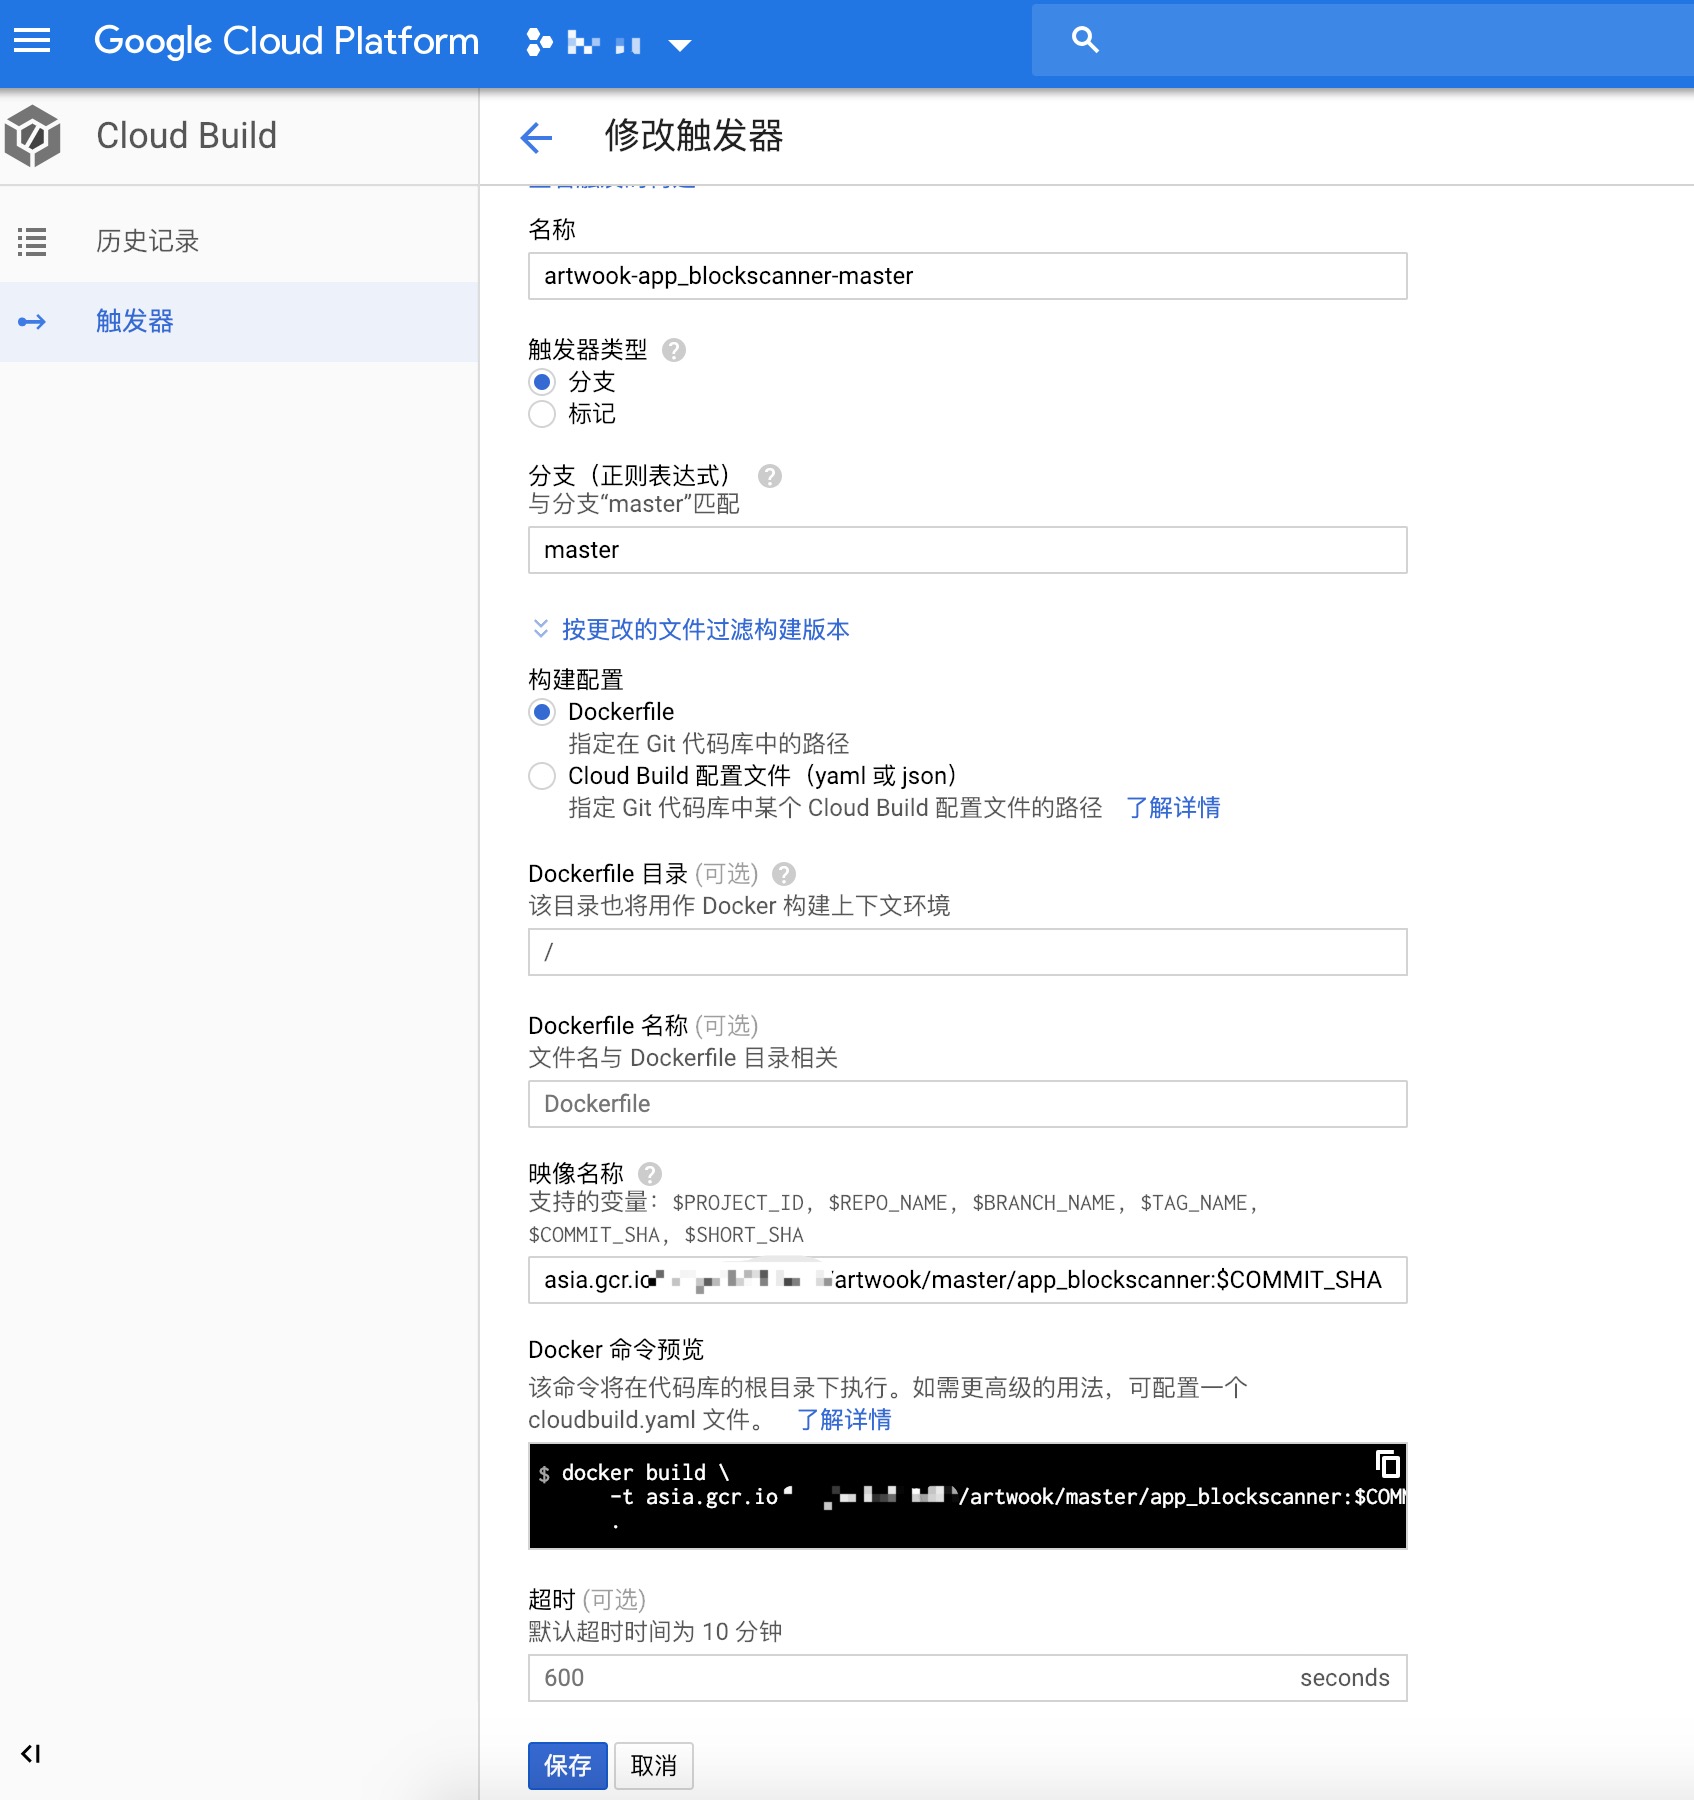 Google Cloud Platform
Cloud Build
修改触发器
历史记录
触发器
名称
artwook-app_blockscanner-master
触发器类型
分支
标记
分支（正则表达式）
与分支“master”匹配
master
按更改的文件过滤构建版本
构建配置
Dockerfile
指定在 Git 代码库中的路径
Cloud Build 配置文件（yaml 或 json）
指定 Git 代码库中某个 Cloud Build 配置文件的路径 了解详情
Dockerfile 目录 (可选)
该目录也将用作 Docker 构建上下文环境
/
Dockerfile 名称 (可选)
文件名与 Dockerfile 目录相关
Dockerfile
映像名称
支持的变量：$PROJECT_ID, $REPO_NAME, $BRANCH_NAME, $TAG_NAME,
$COMMIT_SHA, $SHORT_SHA
asia.gcr.io /artwook/master/app_blockscanner:$COMMIT_SHA
Docker 命令预览
该命令将在代码库的根目录下执行。如需更高级的用法，可配置一个
cloudbuild.yaml 文件。 了解详情
$ docker build \
-t asia.gcr.io /artwook/master/app_blockscanner:$COMM
.
超时 (可选)
默认超时时间为 10 分钟
600 seconds
保存 取消